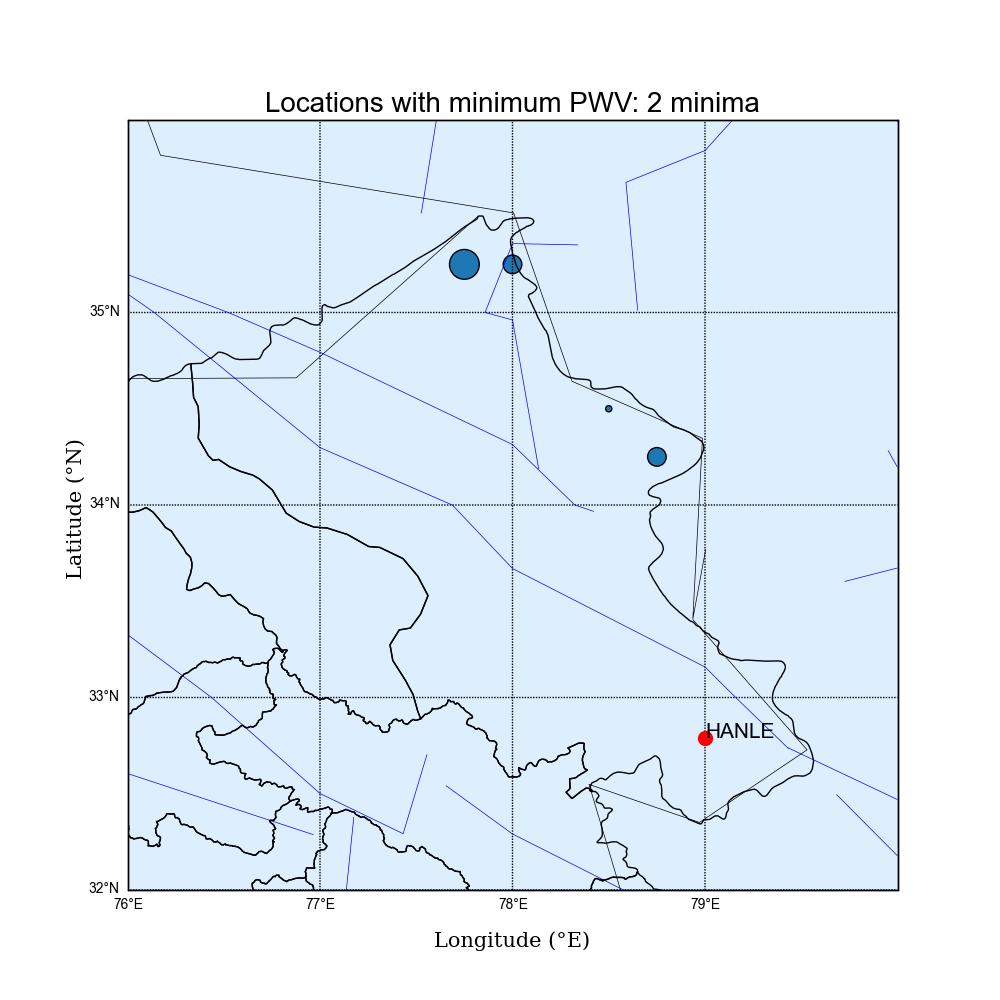 Locations with minimum PWV: 2 minima
35°N
34°N
33°N
32°N
Latitude (°N)
HANLE
76°E 77°E 78°E 79°E
Longitude (°E)